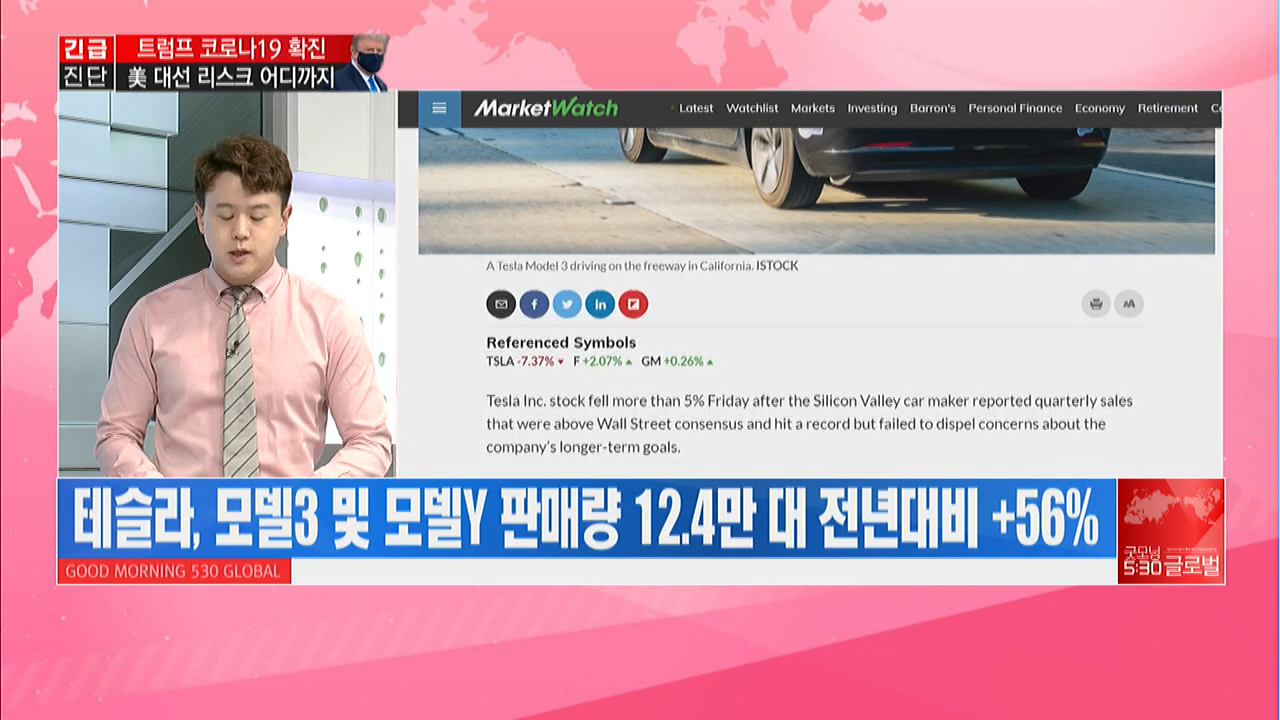 긴급 트럼프 코로나19 확진
진단 美 대선 리스크 어디까지
MarketWatch Latest Watchlist Markets Investing Barron's Personal Finance Economy Retirement
A Tesla Model 3 driving on the freeway in California. ISTOCK
Referenced Symbols
TSLA -7.37% F +2.07% GM +0.26%
Tesla Inc. stock fell more than 5% Friday after the Silicon Valley car maker reported quarterly sales
that were above Wall Street consensus and hit a record but failed to dispel concerns about the
company's longer-term goals.
테슬라, 모델3 및 모델Y 판매량 12.4만 대 전년대비 +56%
GOOD MORNING 530 GLOBAL
굿모닝
5:30 글로벌